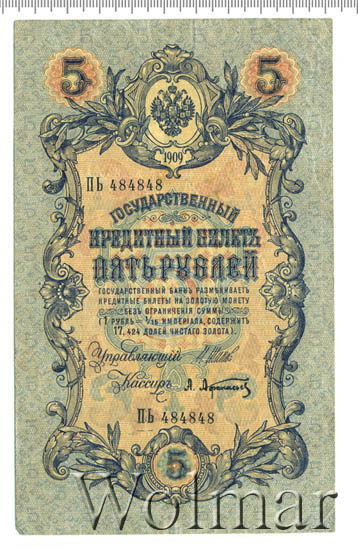 5 5
1909
ПЬ 484848
ГОСУДАРСТВЕННЫЙ
КРЕДИТНЫЙ БИЛЕТЪ
ПЯТЬ РУБЛЕЙ
ГОСУДАРСТВЕННЫЙ БАНКЪ РАЗМѢНИВАЕТЪ
КРЕДИТНЫЕ БИЛЕТЫ НА ЗОЛОТУЮ МОНЕТУ
БЕЗЪ ОГРАНИЧЕНІЯ СУММЫ
(1 РУБЛЬ = 1/15 ИМПЕРІАЛА, СОДЕРЖИТЪ
17,424 ДОЛЕЙ ЧИСТАГО ЗОЛОТА)
Управляющій
Кассиръ
ПЬ 484848
5
Wolmar